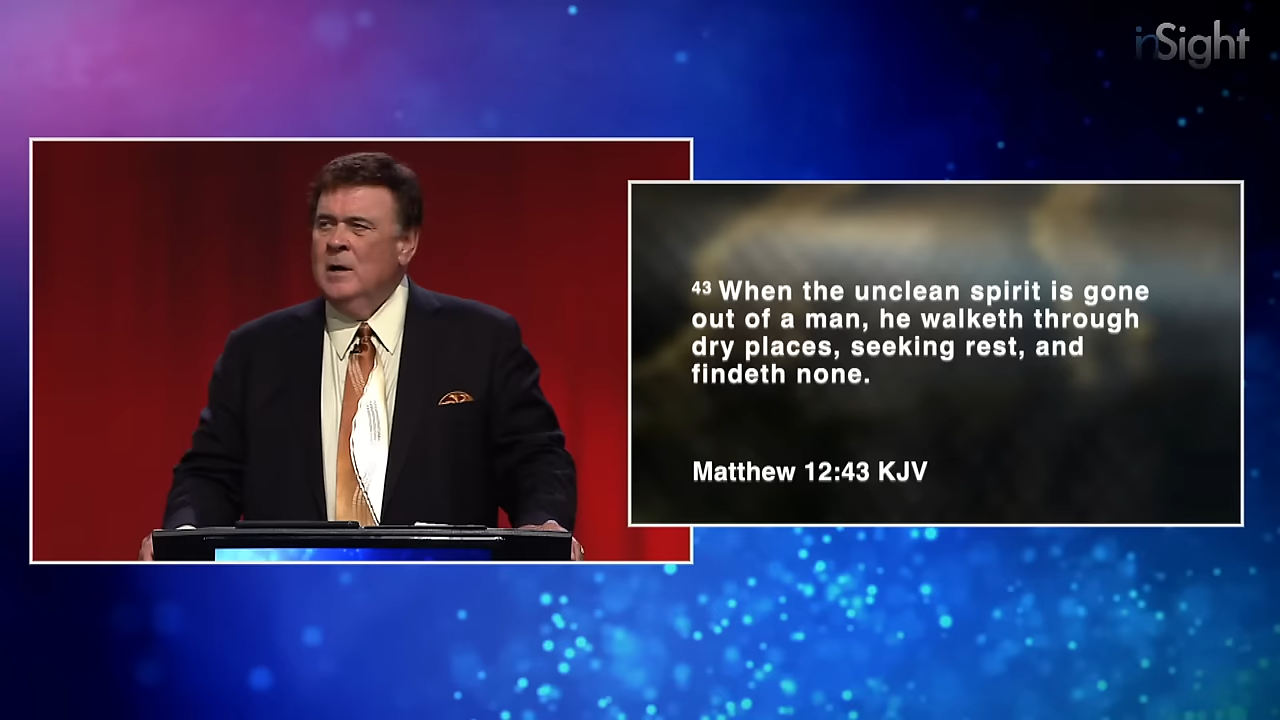 inSight
43 When the unclean spirit is gone
out of a man, he walketh through
dry places, seeking rest, and
findeth none.
Matthew 12:43 KJV